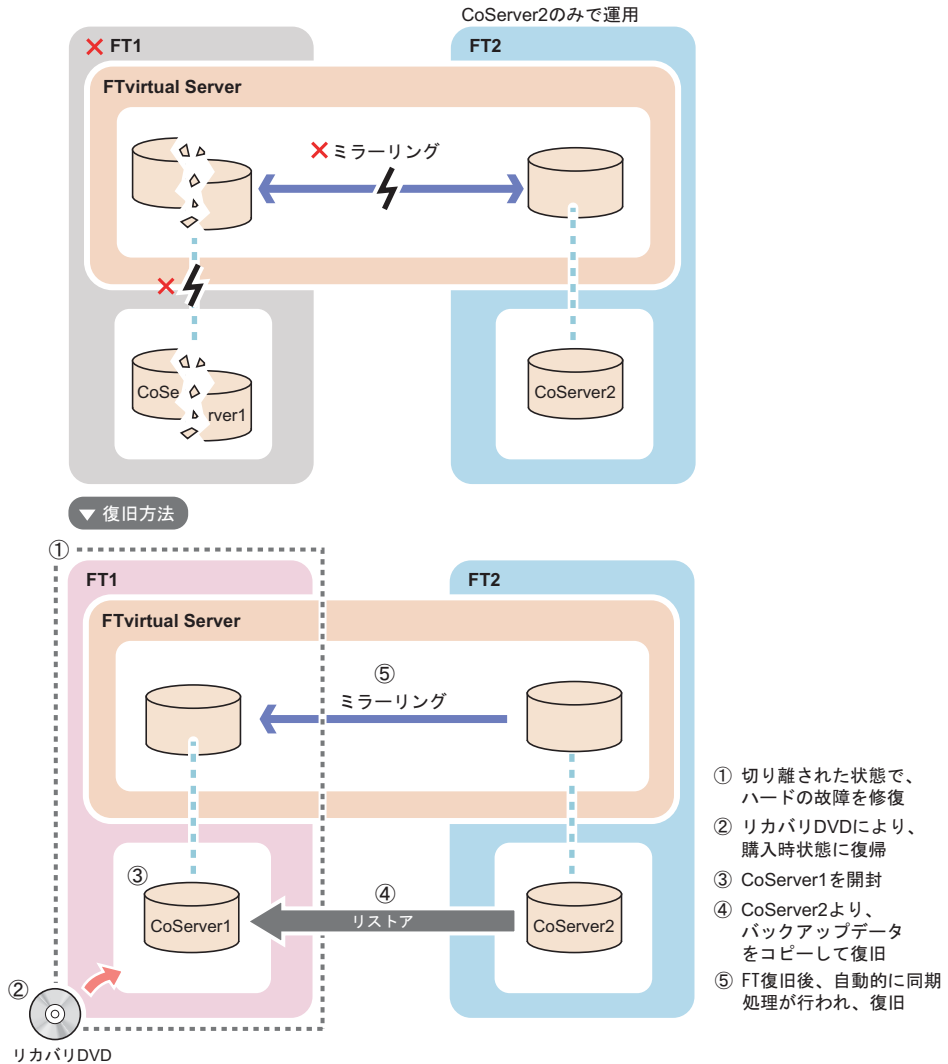 CoServer2のみで運用
× FT1
FT2
FTvirtual Server
×ミラーリング
×
CoSe
rver1
CoServer2
▼ 復旧方法
①
FT1
FT2
FTvirtual Server
⑤
ミラーリング
③
CoServer1
④
リストア
CoServer2
②
リカバリDVD
① 切り離された状態で、
ハードの故障を修復
② リカバリDVDにより、
購入時状態に復帰
③ CoServer1を開封
④ CoServer2より、
バックアップデータ
をコピーして復旧
⑤ FT復旧後、自動的に同期
処理が行われ、復旧